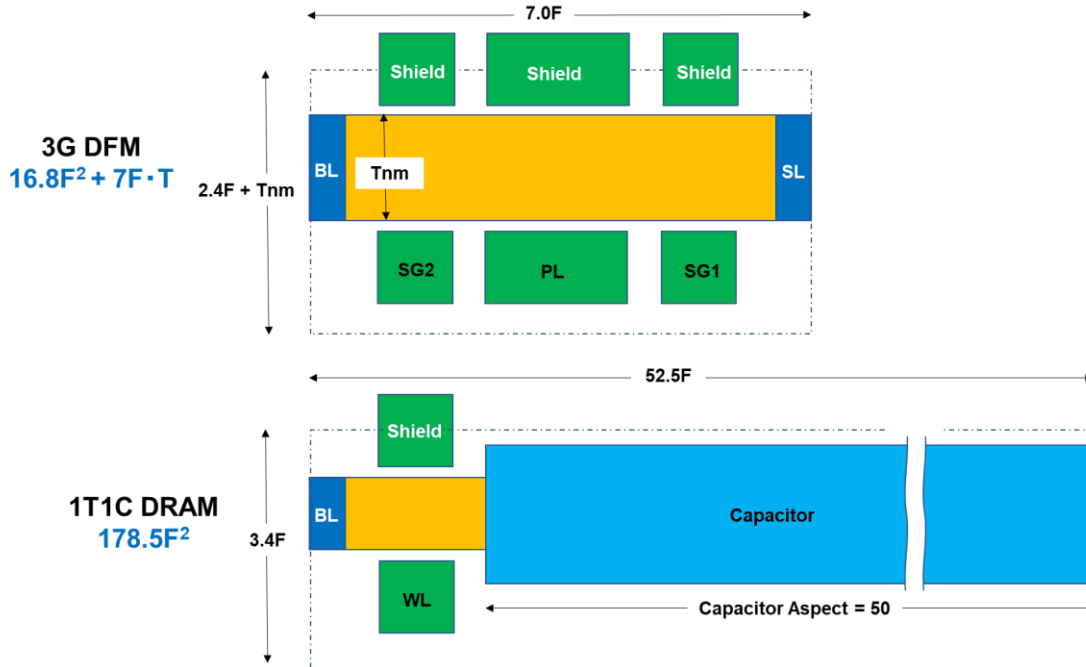 7.0F
Shield
Shield
Shield
3G DFM
16.8F² + 7F·T
2.4F + Tnm
BL
Tnm
SL
SG2
PL
SG1
52.5F
Shield
1T1C DRAM
178.5F²
3.4F
BL
Capacitor
WL
Capacitor Aspect = 50